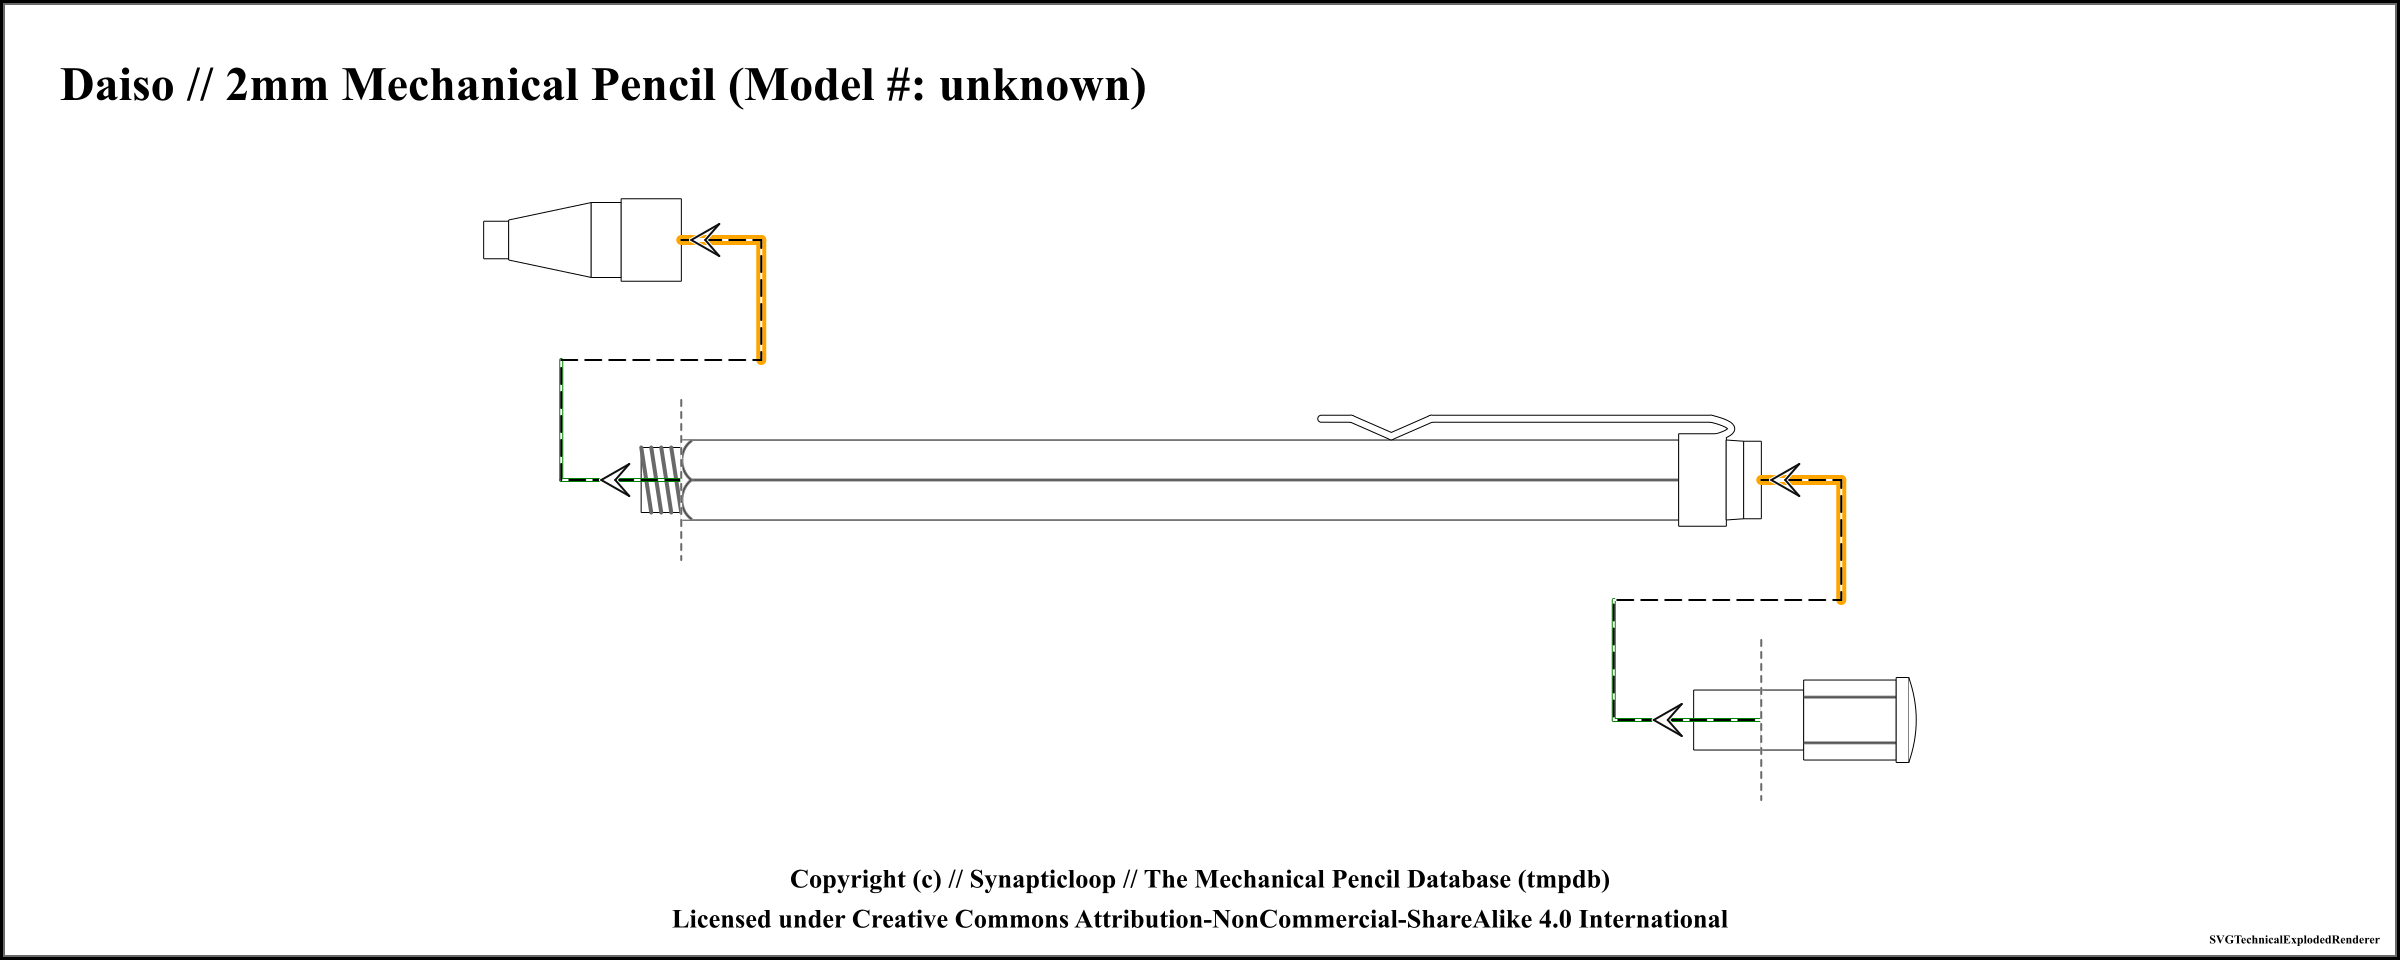 Daiso // 2mm Mechanical Pencil (Model #: unknown)
Copyright (c) // Synapticloop // The Mechanical Pencil Database (tmpdb)
Licensed under Creative Commons Attribution-NonCommercial-ShareAlike 4.0 International
SVGTechnicalExplodedRenderer